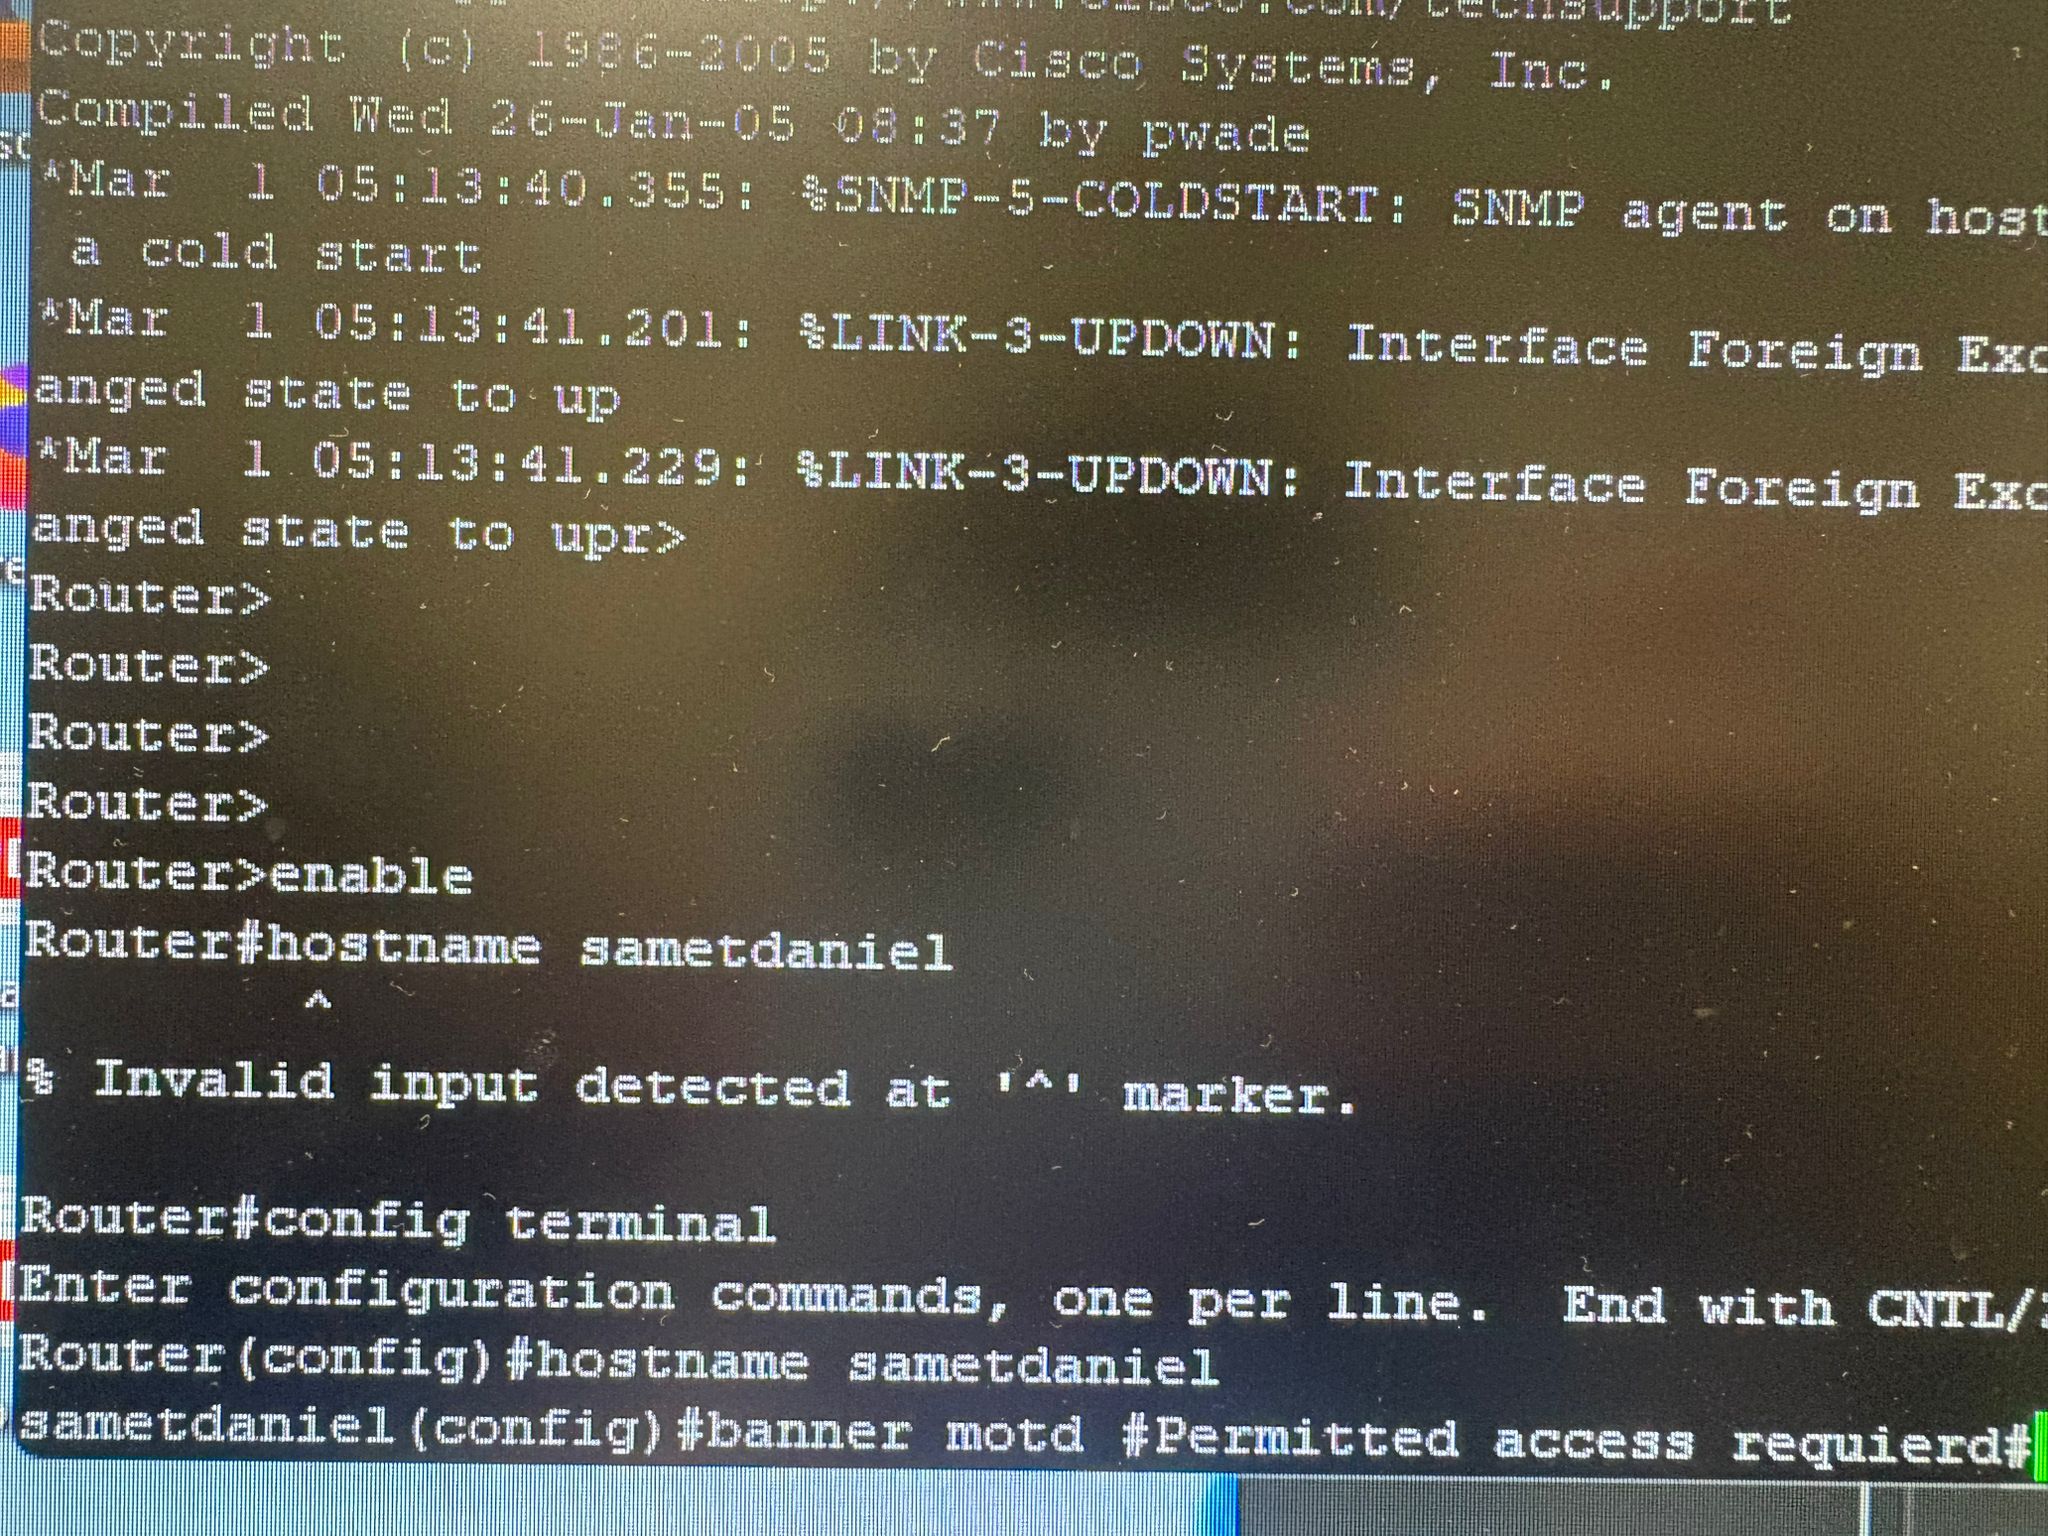 techsupport
Copyright (c) 1986-2005 by Cisco Systems, Inc.
Compiled Wed 26-Jan-05 08:37 by pwade
*Mar  1 05:13:40.355: %SNMP-5-COLDSTART: SNMP agent on host
 a cold start
*Mar  1 05:13:41.201: %LINK-3-UPDOWN: Interface Foreign Exc
anged state to up
*Mar  1 05:13:41.229: %LINK-3-UPDOWN: Interface Foreign Exc
anged state to upr>
Router>
Router>
Router>
Router>
Router>enable
Router#hostname sametdaniel
        ^
% Invalid input detected at '^' marker.
Router#config terminal
Enter configuration commands, one per line.  End with CNTL/
Router(config)#hostname sametdaniel
sametdaniel(config)#banner motd #Permitted access requierd#